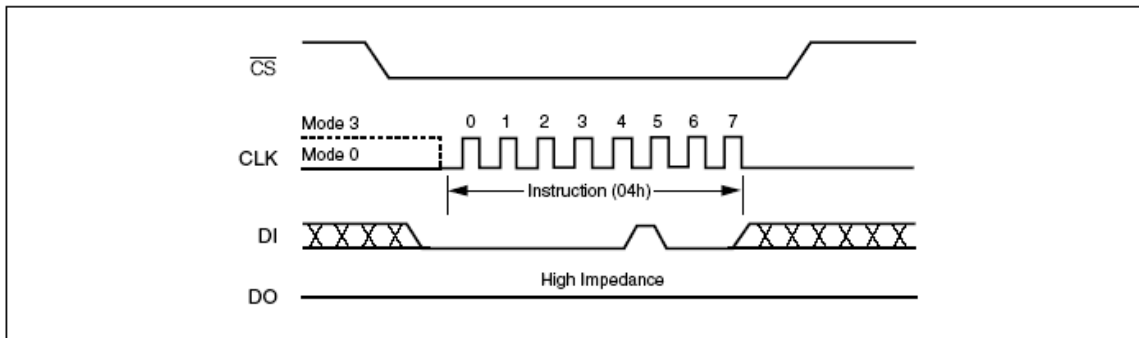 CS
Mode 3
0 1 2 3 4 5 6 7
CLK
Mode 0
Instruction (04h)
DI
High Impedance
DO